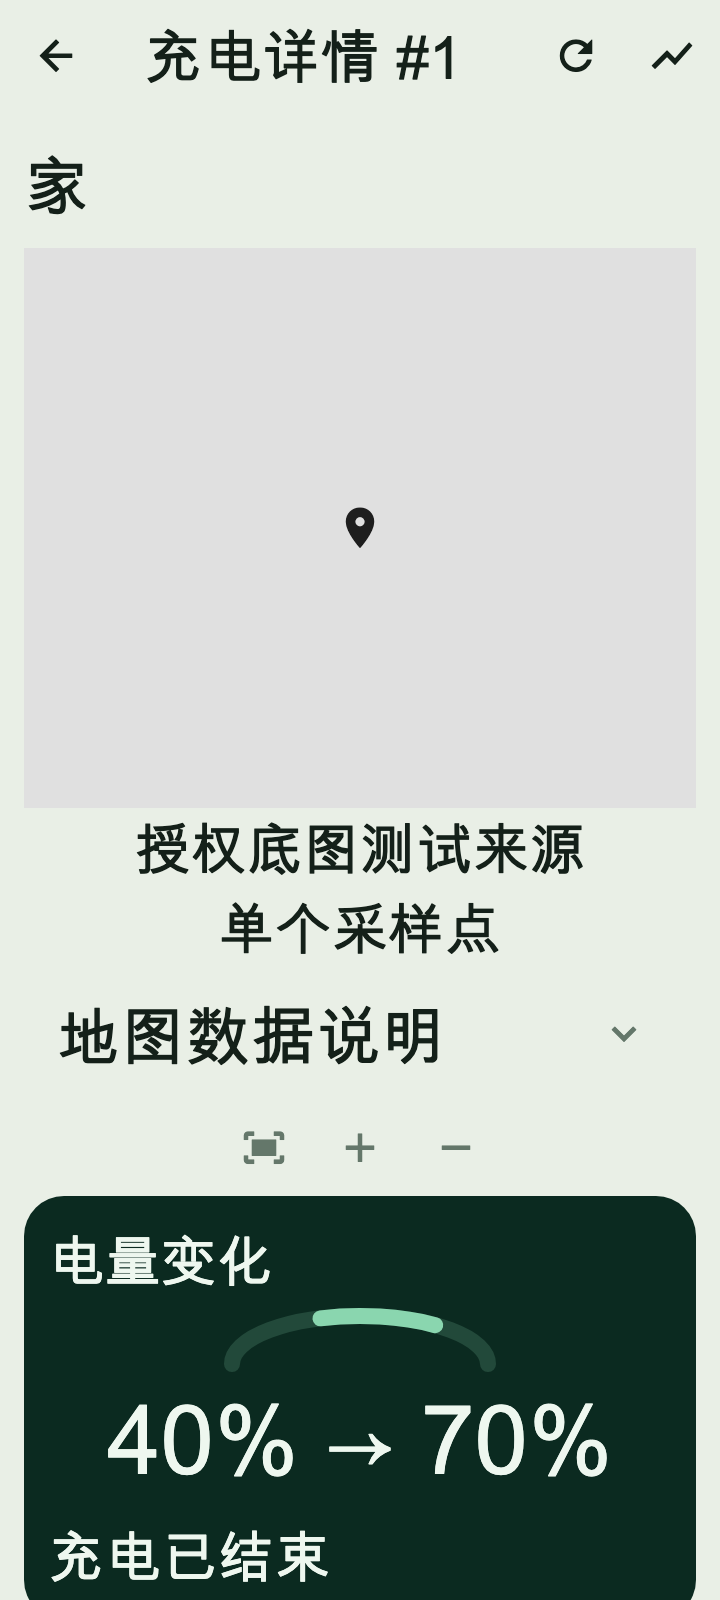 充电详情 #1
家
授权底图测试来源
单个采样点
地图数据说明
电量变化
40% → 70%
充电已结束